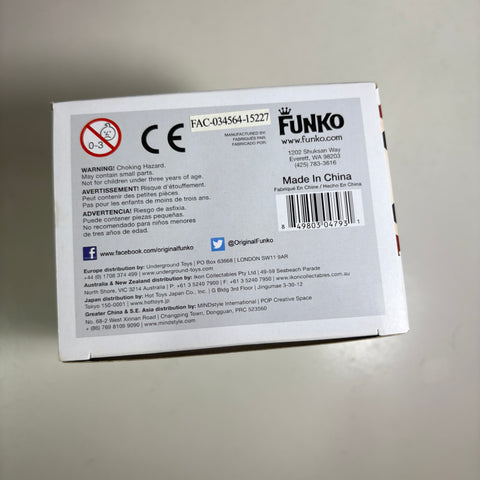 FAC-034564-15227
0-3
CE
MANUFACTURED BY:
FABRIQUÉS PAR:
FABRICADO POR:
FUNKO
www.funko.com
1202 Shuksan Way
Everett, WA 98203
(425) 783-3616
WARNING: Choking Hazard.
May contain small parts.
Not for children under three years of age.
AVERTISSEMENT! Risque d'étouffement.
Peut contenir des petites pièces.
Pas pour les enfants de moins de trois ans.
ADVERTENCIA! Riesgo de asfixia.
Puede contener piezas pequeñas.
No recomendado para niños menores
de tres años de edad.
Made In China
Fabriqué En Chine / Hecho En China
8 49803 04793 1
f www.facebook.com/originalfunko
@OriginalFunko
Europe distribution by: Underground Toys | PO Box 63668 | LONDON SW11 9AR
+44 (0) 1708 374 499 | www.underground-toys.com
Australia & New Zealand distribution by: Ikon Collectables Pty Ltd | 49-59 Seabeach Parade
North Shore, VIC 3214 Australia | P: +61 3 5240 7950 | F: +61 3 5240 7960 | www.ikoncollectables.com.au
Japan distribution by: Hot Toys Japan Co., Inc. | G Bldg 3rd Floor | Jingumae 3-30-12
Tokyo, Japan | www.hottoys.jp
Greater China & S.E. Asia distribution by: MINDstyle International | POP Creative Space
No. 68-2 West Xinnan Road | Changping Town, Dongguan, PRC 523560
+ (86) 769 8109 9090 | www.mindstyle.com